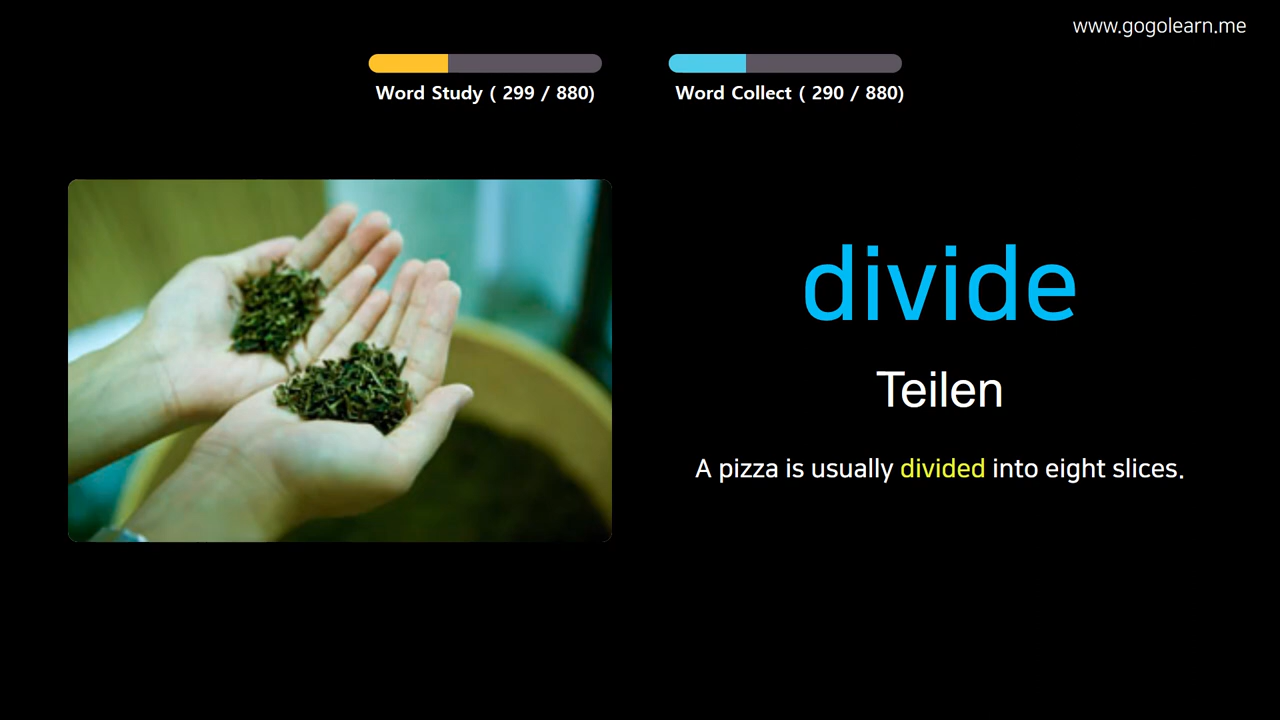 www.gogolearn.me
Word Study ( 299 / 880)
Word Collect ( 290 / 880)
divide
Teilen
A pizza is usually divided into eight slices.